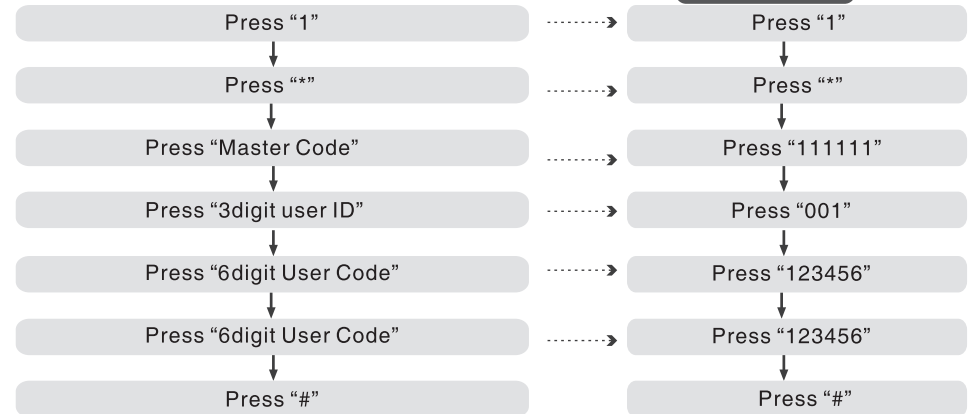 Press “1”
Press “*”
Press “Master Code”
Press “3digit user ID”
Press “6digit User Code”
Press “6digit User Code”
Press “#”
Press “1”
Press “*”
Press “111111”
Press “001”
Press “123456”
Press “123456”
Press “#”